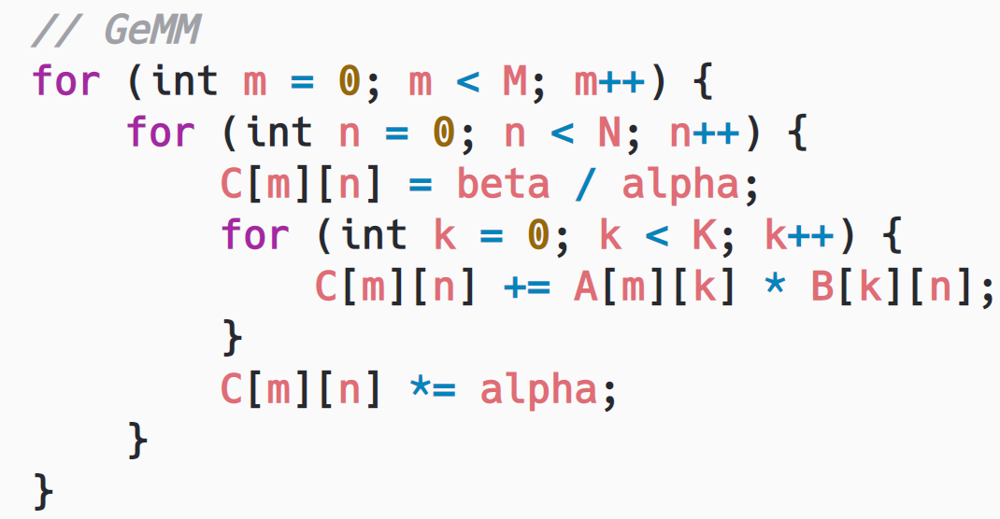 // GeMM
for (int m = 0; m < M; m++) {
    for (int n = 0; n < N; n++) {
        C[m][n] = beta / alpha;
        for (int k = 0; k < K; k++) {
            C[m][n] += A[m][k] * B[k][n];
        }
        C[m][n] *= alpha;
    }
}